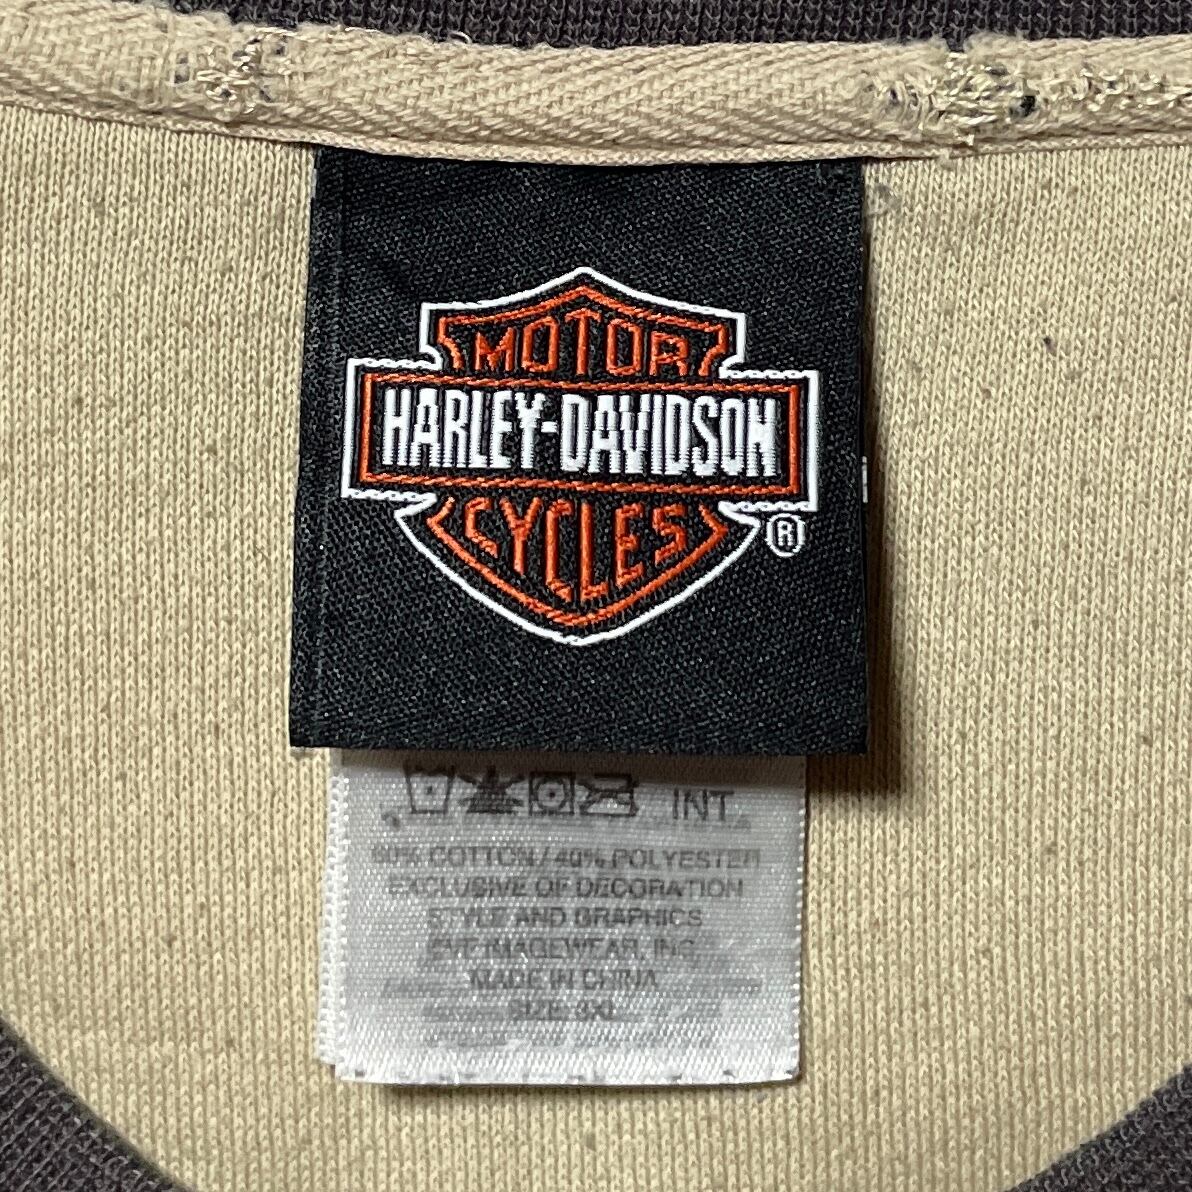 MOTOR
HARLEY-DAVIDSON
CYCLES
®
INT.
60% COTTON / 40% POLYESTER
EXCLUSIVE OF DECORATION
STYLE AND GRAPHICS
IMAGEWEAR, INC.
MADE IN CHINA
SIZE: 3XL